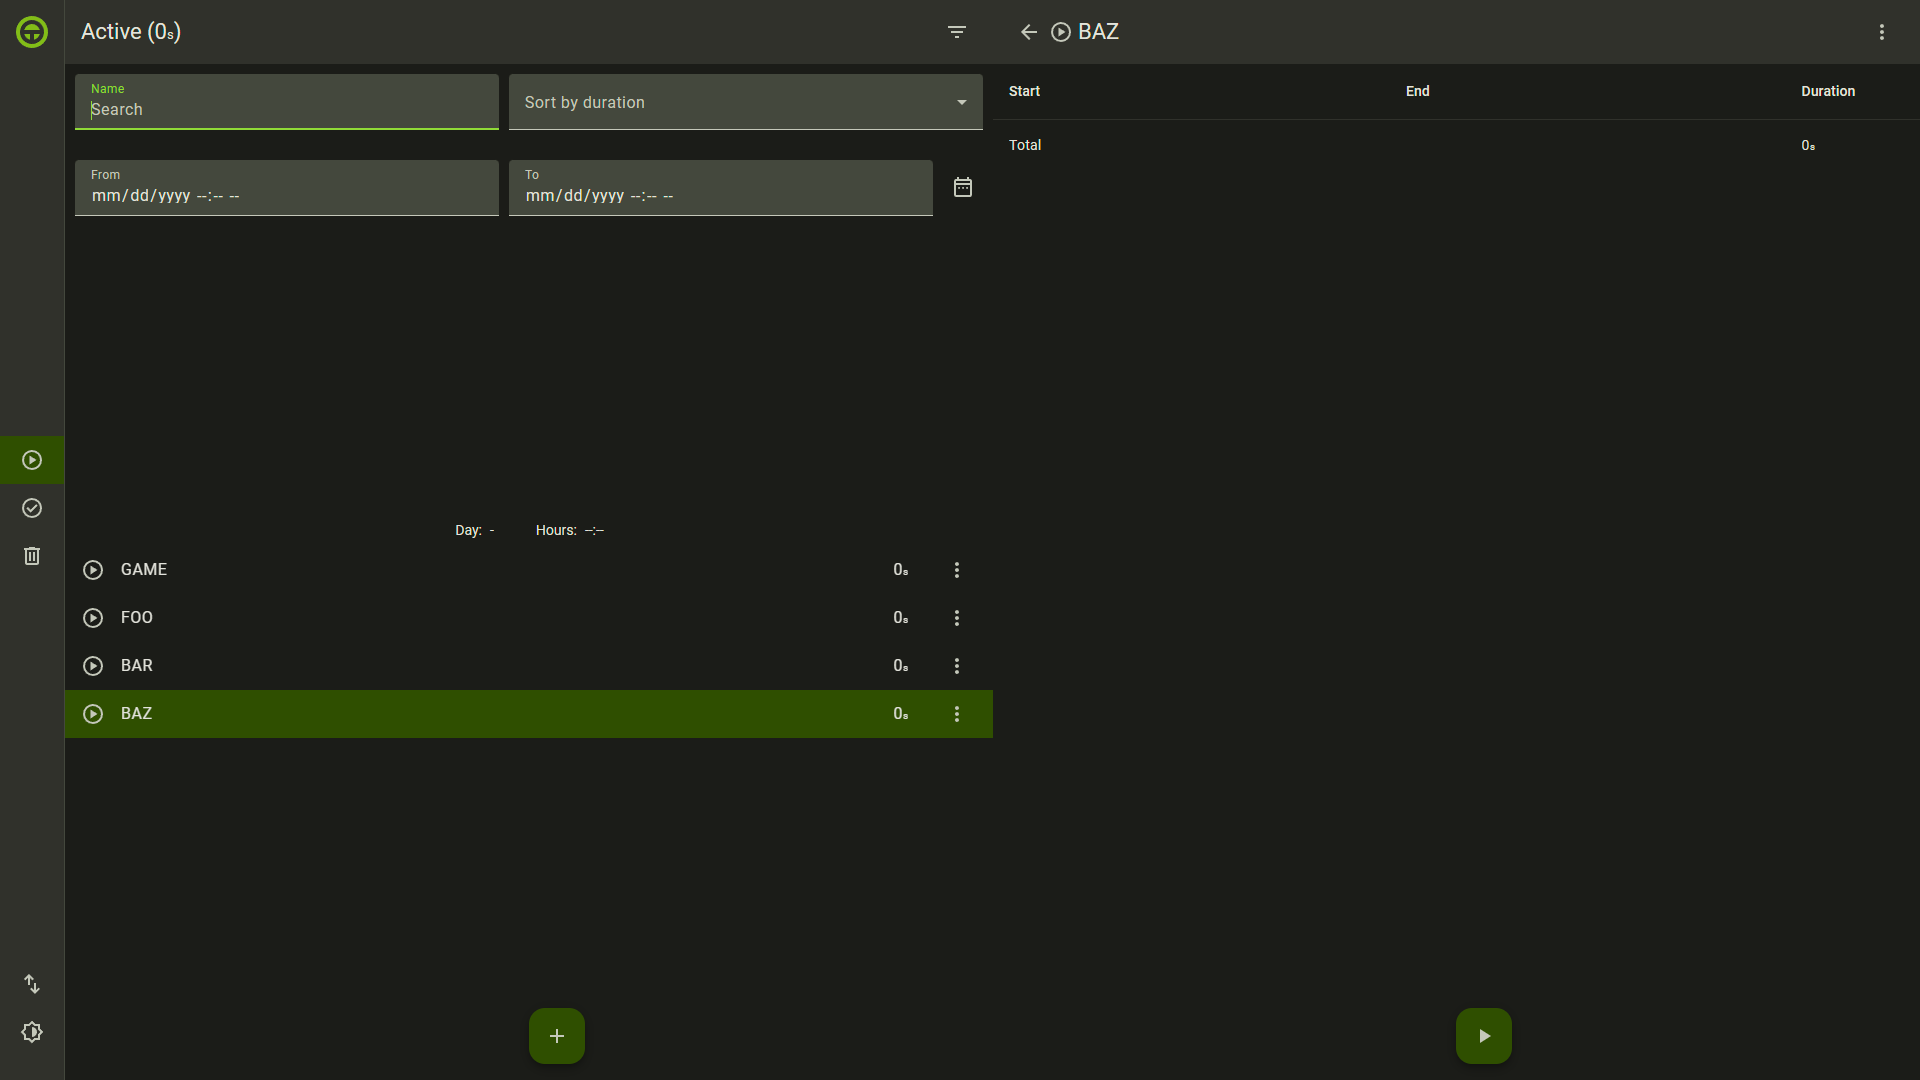 Active (0s)
BAZ
Name
Search
Sort by duration
Start
End
Duration
Total
0s
From
mm/dd/yyyy --:-- --
To
mm/dd/yyyy --:-- --
Day: -
Hours: --:--
GAME
0s
FOO
0s
BAR
0s
BAZ
0s